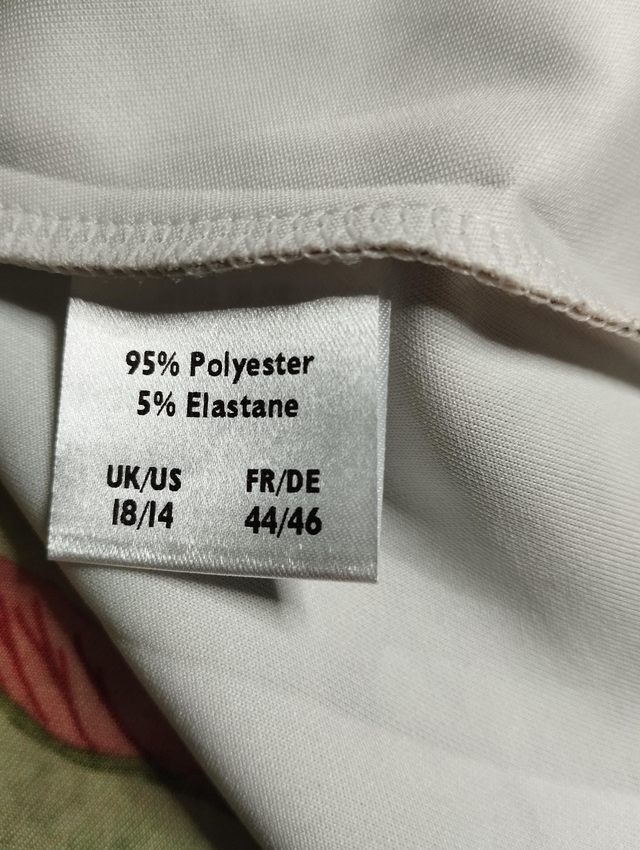 95% Polyester
5% Elastane
UK/US FR/DE
18/14 44/46